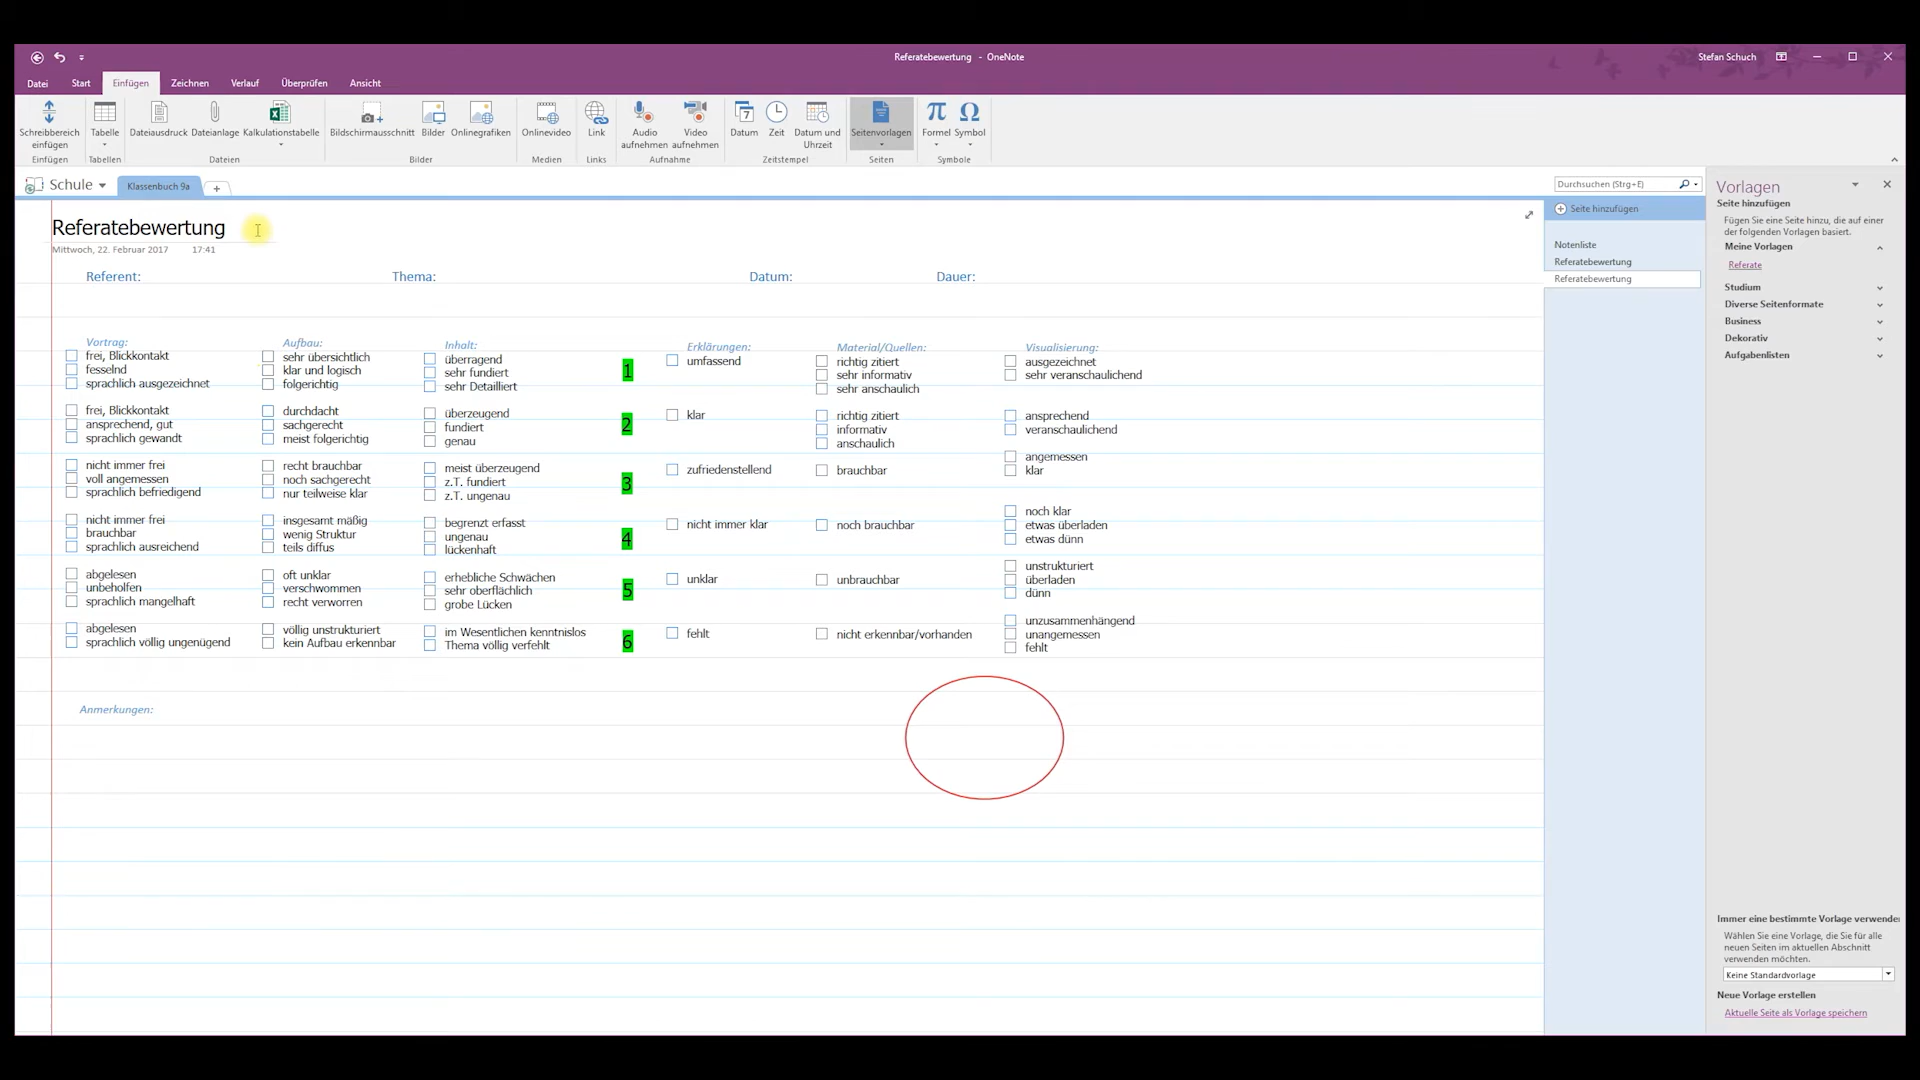 Referatebewertung - OneNote
Stefan Schuch
Datei Start Einfügen Zeichnen Verlauf Überprüfen Ansicht
Schreibbereich einfügen
Tabelle
Dateiausdruck
Dateianlage
Kalkulationstabelle
Bildschirmausschnitt
Bilder
Onlinegrafiken
Onlinevideo
Link
Audio aufnehmen
Video aufnehmen
Datum
Zeit
Datum und Uhrzeit
Seitenvorlagen
Formel
Symbol
Einfügen Tabellen Dateien Bilder Medien Links Aufnahme Zeitstempel Seiten Symbole
Schule
Klassenbuch 9a
Durchsuchen (Strg+E)
Referatebewertung
Mittwoch, 22. Februar 2017 17:41
Referent: Thema: Datum: Dauer:
Vortrag:
frei, Blickkontakt
fesselnd
sprachlich ausgezeichnet
frei, Blickkontakt
ansprechend, gut
sprachlich gewandt
nicht immer frei
voll angemessen
sprachlich befriedigend
nicht immer frei
brauchbar
sprachlich ausreichend
abgelesen
unbeholfen
sprachlich mangelhaft
abgelesen
sprachlich völlig ungenügend
Aufbau:
sehr übersichtlich
klar und logisch
folgerichtig
durchdacht
sachgerecht
meist folgerichtig
recht brauchbar
noch sachgerecht
nur teilweise klar
insgesamt mäßig
wenig Struktur
teils diffus
oft unklar
verschwommen
recht verworren
völlig unstrukturiert
kein Aufbau erkennbar
Inhalt:
überragend
sehr fundiert
sehr Detailliert
überzeugend
fundiert
genau
meist überzeugend
z.T. fundiert
z.T. ungenau
begrenzt erfasst
ungenau
lückenhaft
erhebliche Schwächen
sehr oberflächlich
grobe Lücken
im Wesentlichen kenntnislos
Thema völlig verfehlt
1
2
3
4
5
6
Erklärungen:
umfassend
klar
zufriedenstellend
nicht immer klar
unklar
fehlt
Material/Quellen:
richtig zitiert
sehr informativ
sehr anschaulich
richtig zitiert
informativ
anschaulich
brauchbar
noch brauchbar
unbrauchbar
nicht erkennbar/vorhanden
Visualisierung:
ausgezeichnet
sehr veranschaulichend
ansprechend
veranschaulichend
angemessen
klar
noch klar
etwas überladen
etwas dünn
unstrukturiert
überladen
dünn
unzusammenhängend
unangemessen
fehlt
Anmerkungen:
Seite hinzufügen
Notenliste
Referatebewertung
Referatebewertung
Vorlagen
Seite hinzufügen
Fügen Sie eine Seite hinzu, die auf einer
der folgenden Vorlagen basiert.
Meine Vorlagen
Referate
Studium
Diverse Seitenformate
Business
Dekorativ
Aufgabenlisten
Immer eine bestimmte Vorlage verwenden
Wählen Sie eine Vorlage, die Sie für alle
neuen Seiten im aktuellen Abschnitt
verwenden möchten.
Keine Standardvorlage
Neue Vorlage erstellen
Aktuelle Seite als Vorlage speichern